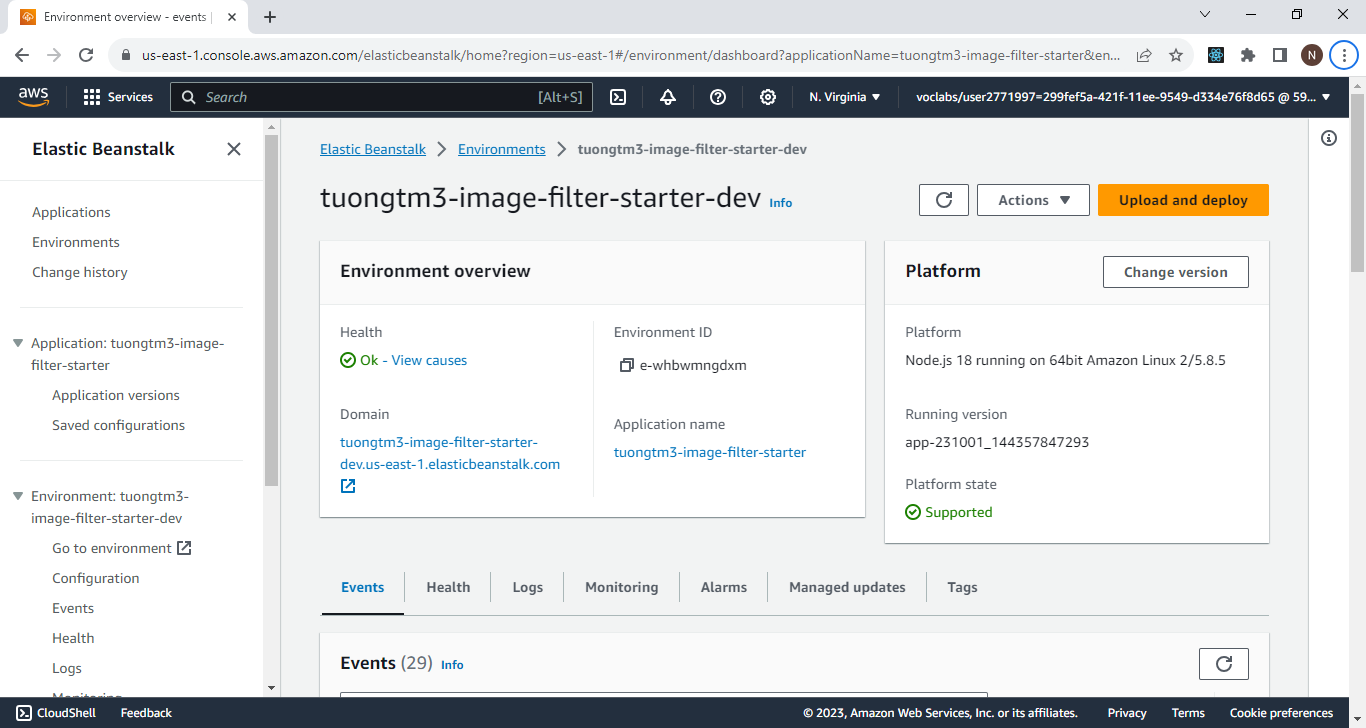 Environment overview - events
us-east-1.console.aws.amazon.com/elasticbeanstalk/home?region=us-east-1#/environment/dashboard?applicationName=tuongtm3-image-filter-starter&en...
N
aws
Services
Search
[Alt+S]
N. Virginia
voclabs/user2771997=299fef5a-421f-11ee-9549-d334e76f8d65 @ 59...
Elastic Beanstalk
Applications
Environments
Change history
Application: tuongtm3-image-
filter-starter
Application versions
Saved configurations
Environment: tuongtm3-
image-filter-starter-dev
Go to environment
Configuration
Events
Health
Logs
Monitoring
Elastic Beanstalk
Environments
tuongtm3-image-filter-starter-dev
tuongtm3-image-filter-starter-dev Info
Actions
Upload and deploy
Environment overview
Health
Ok - View causes
Domain
tuongtm3-image-filter-starter-
dev.us-east-1.elasticbeanstalk.com
Environment ID
e-whbwmngdxm
Application name
tuongtm3-image-filter-starter
Platform
Change version
Platform
Node.js 18 running on 64bit Amazon Linux 2/5.8.5
Running version
app-231001_144357847293
Platform state
Supported
Events
Health
Logs
Monitoring
Alarms
Managed updates
Tags
Events (29) Info
CloudShell
Feedback
© 2023, Amazon Web Services, Inc. or its affiliates.
Privacy
Terms
Cookie preferences